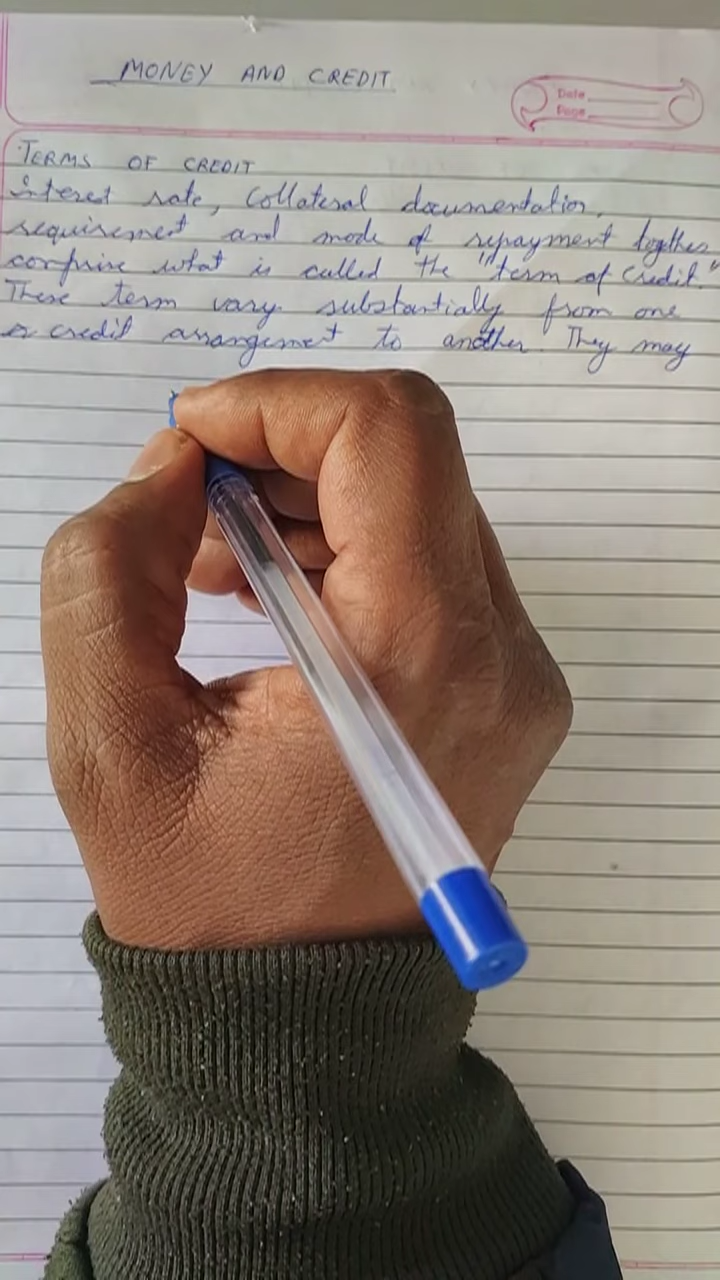 MONEY AND CREDIT
Date
Page
TERMS OF CREDIT
Interest rate, Collateral documentation,
requirement and mode of repayment togther
comprise what is called the "term of Credit."
These term vary substantially from one
credit arrangement to another. They may